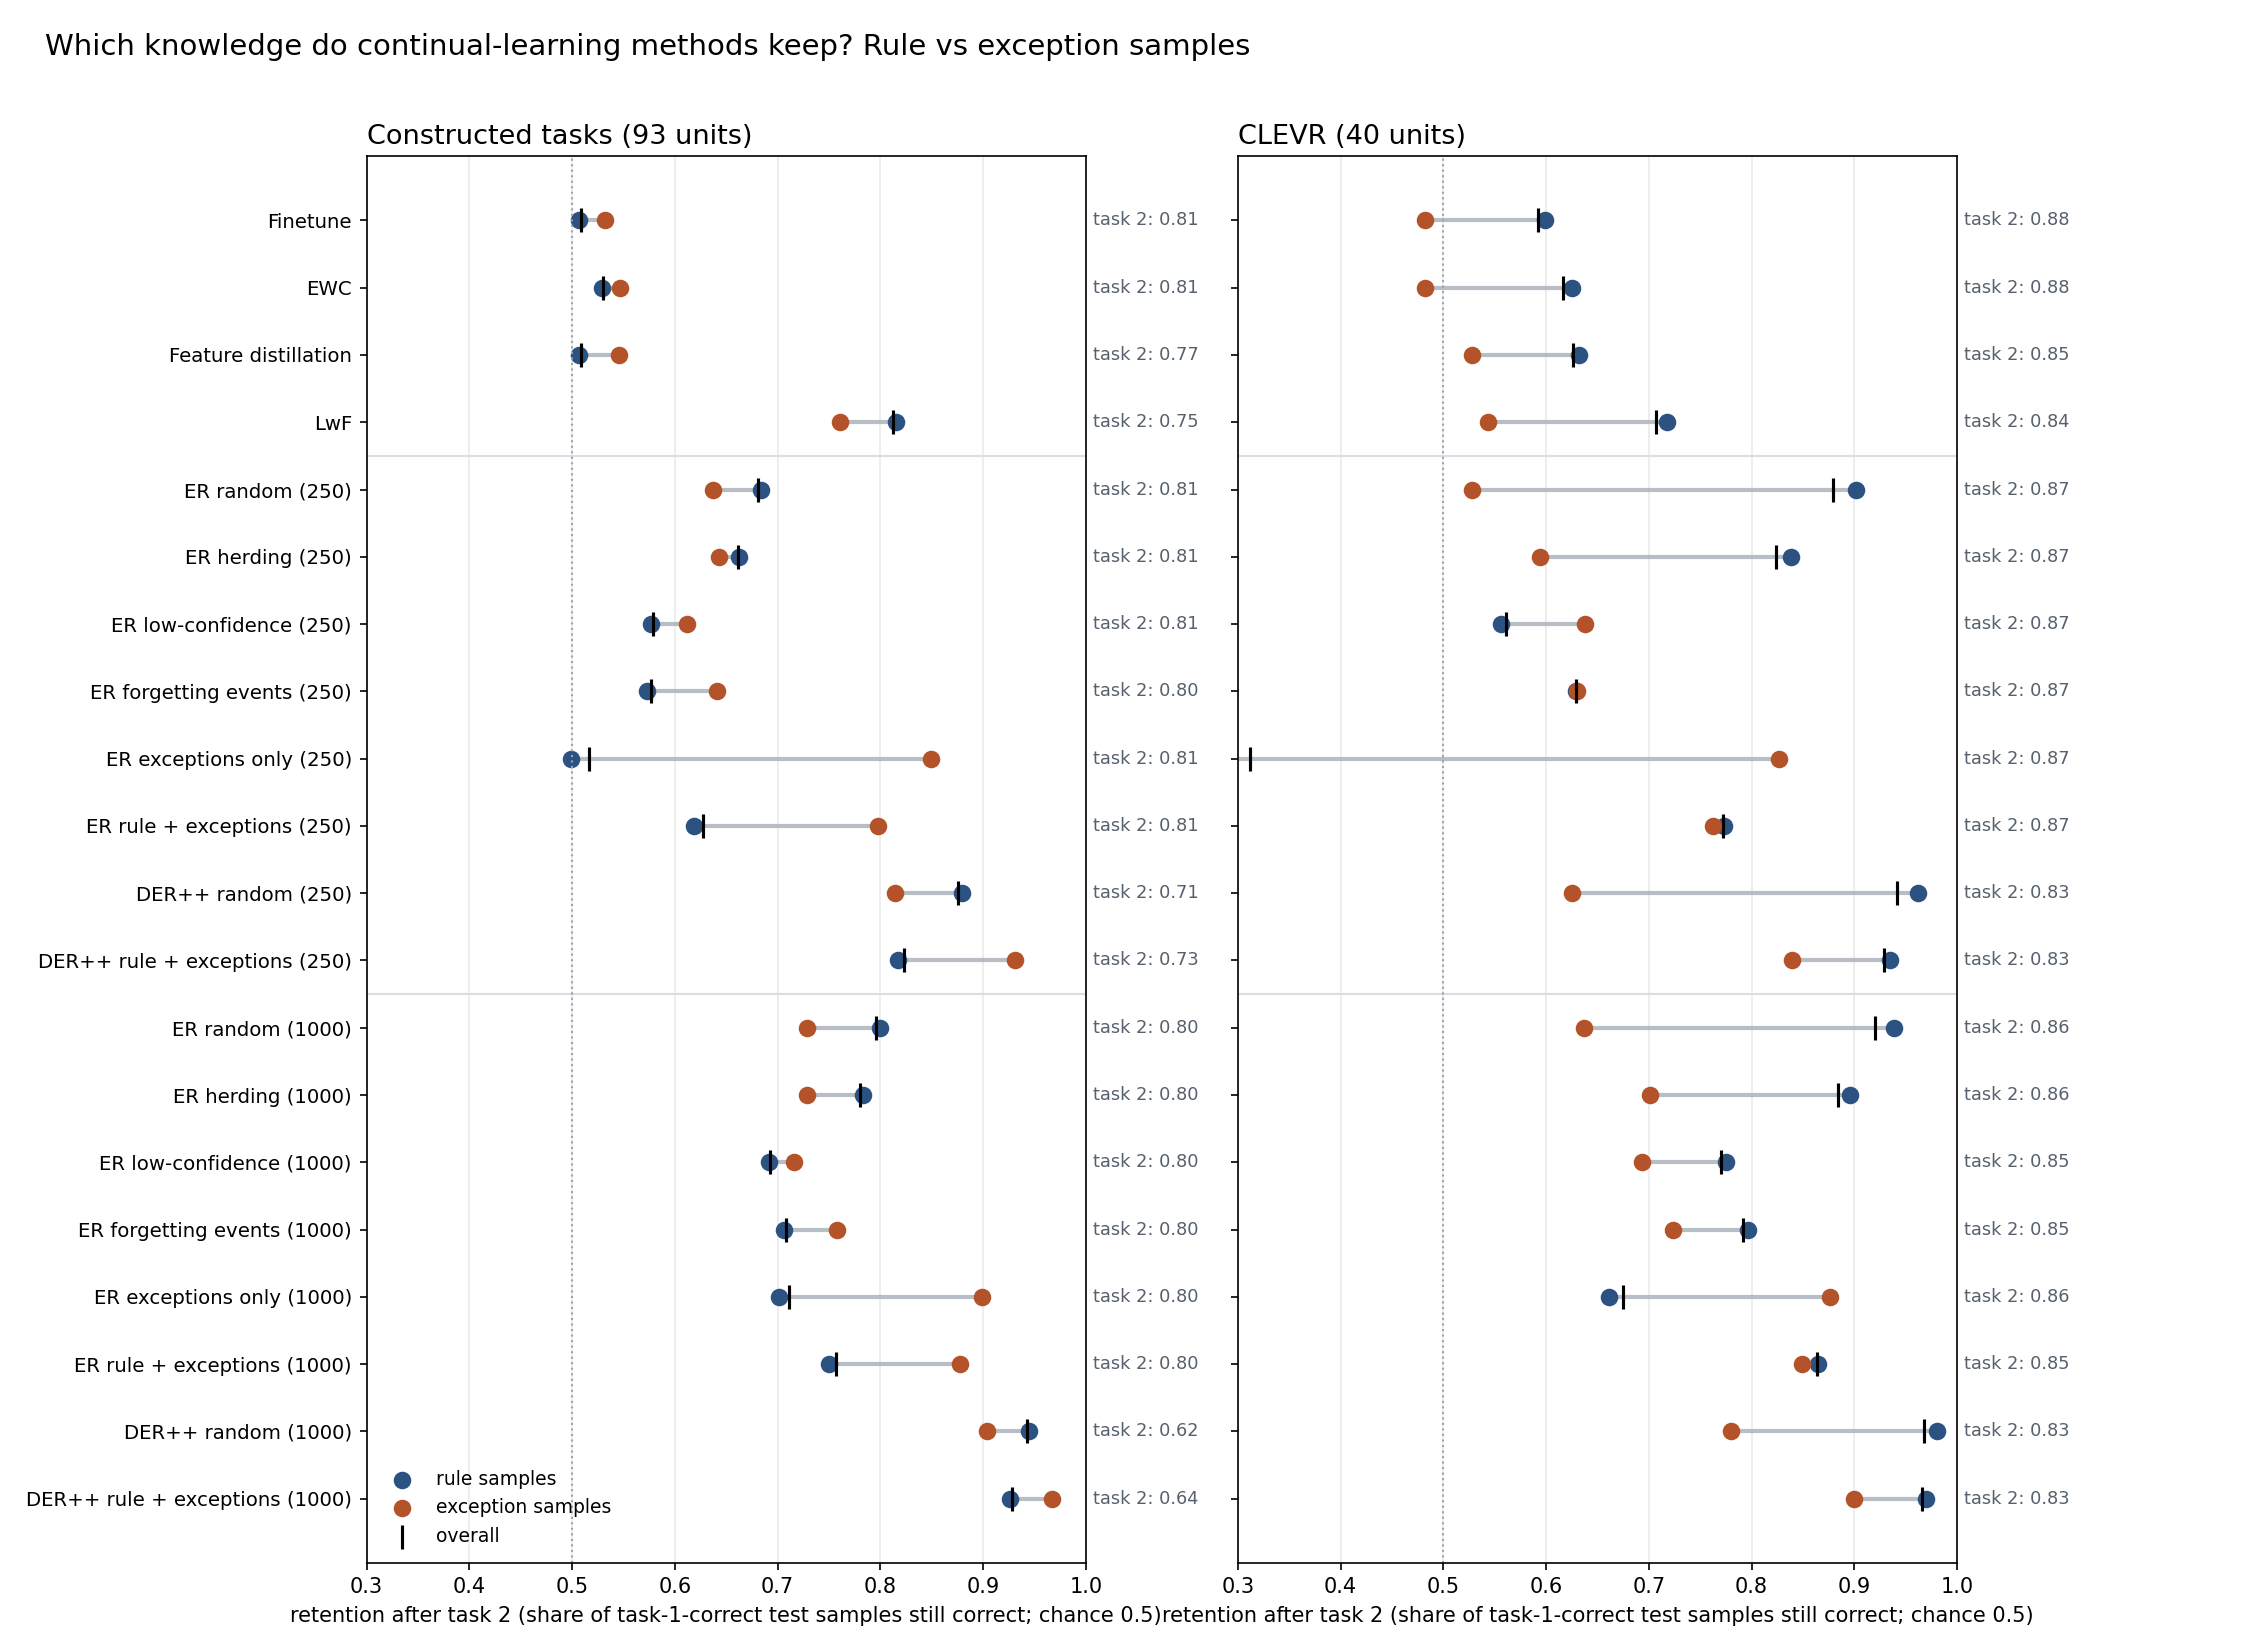 Which knowledge do continual-learning methods keep? Rule vs exception samples
Constructed tasks (93 units)
CLEVR (40 units)
Finetune
task 2: 0.81
task 2: 0.88
EWC
task 2: 0.81
task 2: 0.88
Feature distillation
task 2: 0.77
task 2: 0.85
LwF
task 2: 0.75
task 2: 0.84
ER random (250)
task 2: 0.81
task 2: 0.87
ER herding (250)
task 2: 0.81
task 2: 0.87
ER low-confidence (250)
task 2: 0.81
task 2: 0.87
ER forgetting events (250)
task 2: 0.80
task 2: 0.87
ER exceptions only (250)
task 2: 0.81
task 2: 0.87
ER rule + exceptions (250)
task 2: 0.81
task 2: 0.87
DER++ random (250)
task 2: 0.71
task 2: 0.83
DER++ rule + exceptions (250)
task 2: 0.73
task 2: 0.83
ER random (1000)
task 2: 0.80
task 2: 0.86
ER herding (1000)
task 2: 0.80
task 2: 0.86
ER low-confidence (1000)
task 2: 0.80
task 2: 0.85
ER forgetting events (1000)
task 2: 0.80
task 2: 0.85
ER exceptions only (1000)
task 2: 0.80
task 2: 0.86
ER rule + exceptions (1000)
task 2: 0.80
task 2: 0.85
DER++ random (1000)
task 2: 0.62
task 2: 0.83
DER++ rule + exceptions (1000)
task 2: 0.64
task 2: 0.83
rule samples
exception samples
overall
0.3 0.4 0.5 0.6 0.7 0.8 0.9 1.0
0.3 0.4 0.5 0.6 0.7 0.8 0.9 1.0
retention after task 2 (share of task-1-correct test samples still correct; chance 0.5)
retention after task 2 (share of task-1-correct test samples still correct; chance 0.5)